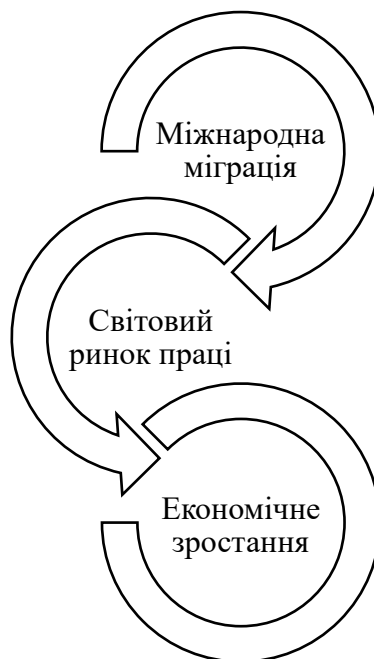 Міжнародна
міграція
Світовий
ринок праці
Економічне
зростання